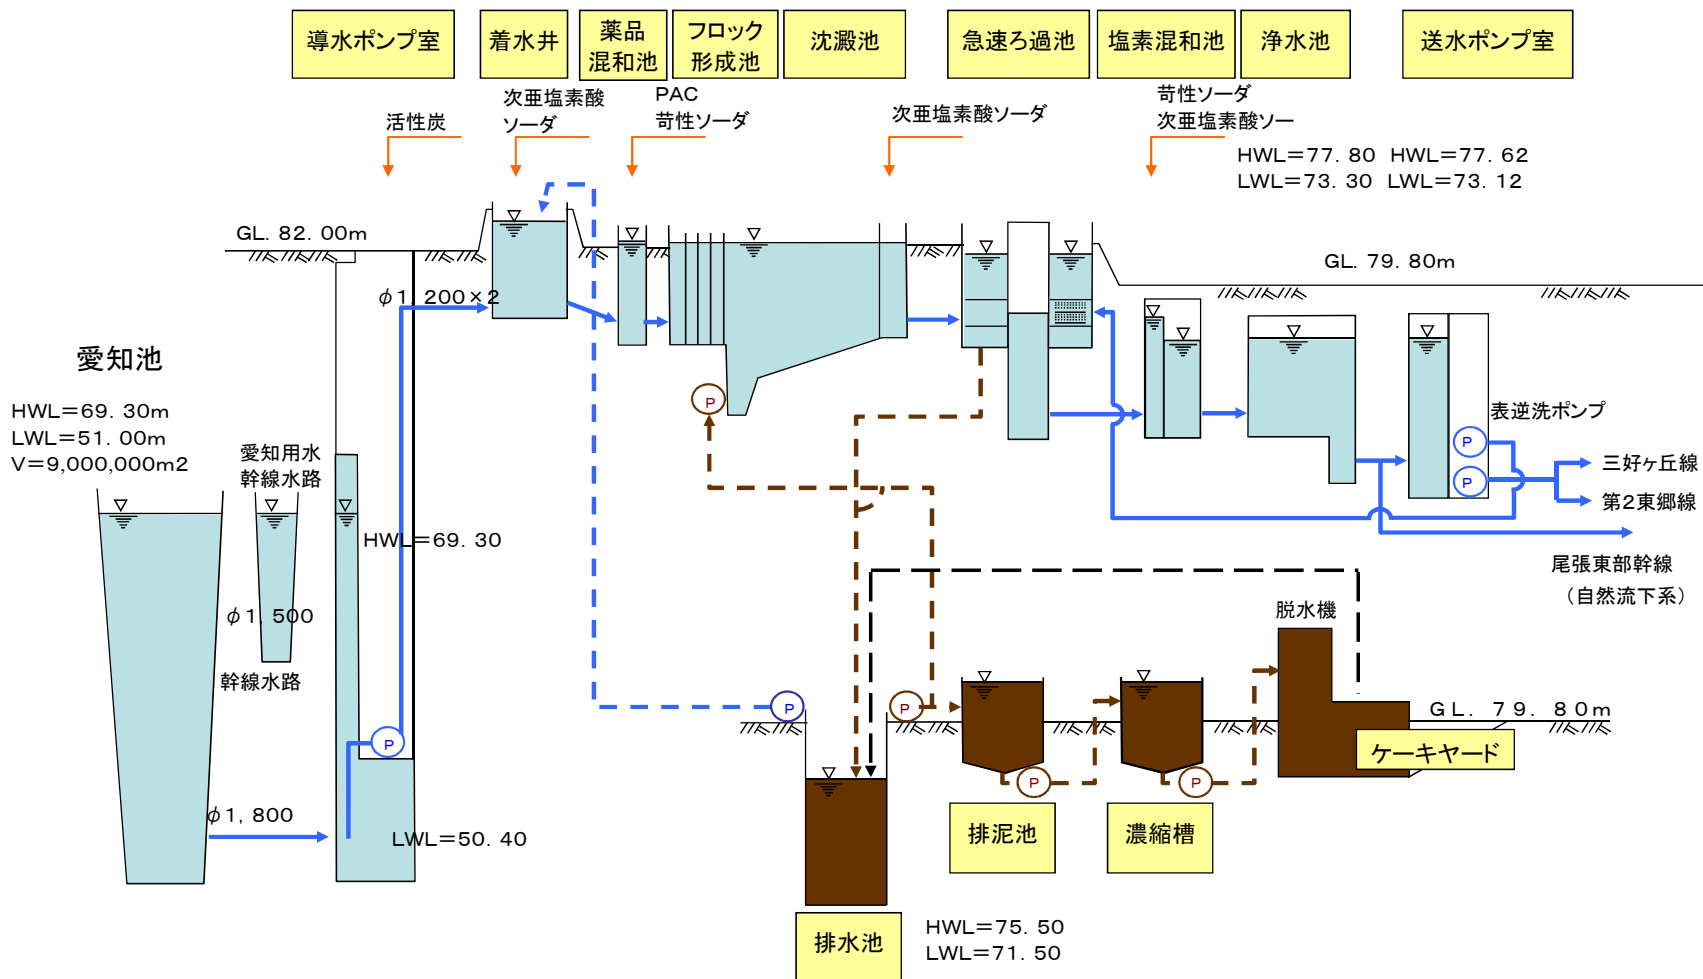 導水ポンプ室
着水井
薬品
混和池
フロック
形成池
沈澱池
急速ろ過池
塩素混和池
浄水池
送水ポンプ室
活性炭
次亜塩素酸
ソーダ
PAC
苛性ソーダ
次亜塩素酸ソーダ
苛性ソーダ
次亜塩素酸ソー
HWL=77.80 HWL=77.62
LWL=73.30 LWL=73.12
GL.82.00m
GL.79.80m
φ1,200×2
愛知池
HWL=69.30m
LWL=51.00m
V=9,000,000m2
愛知用水
幹線水路
HWL=69.30
φ1,500
幹線水路
φ1,800
LWL=50.40
P
P
P
P
表逆洗ポンプ
三好ヶ丘線
第2東郷線
尾張東部幹線
（自然流下系）
脱水機
P
P
GL.79.80m
ケーキヤード
P
P
排泥池
濃縮槽
排水池
HWL=75.50
LWL=71.50